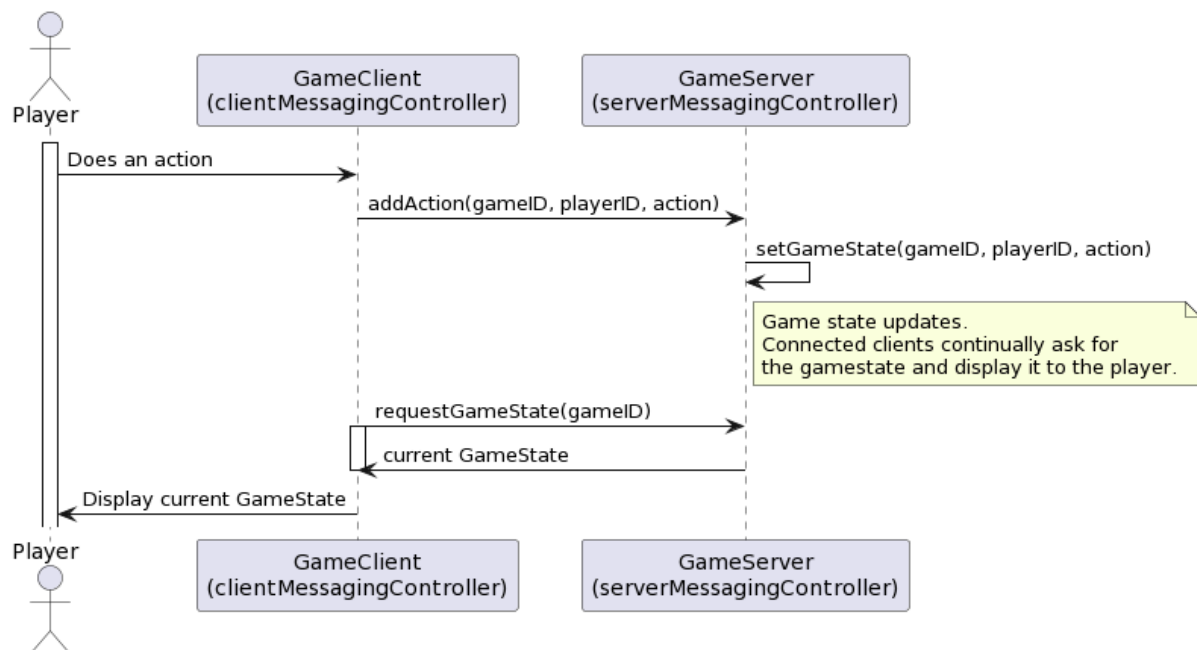 Player
GameClient
(clientMessagingController)
GameServer
(serverMessagingController)
Does an action
addAction(gameID, playerID, action)
setGameState(gameID, playerID, action)
Game state updates.
Connected clients continually ask for
the gamestate and display it to the player.
requestGameState(gameID)
current GameState
Display current GameState
Player
GameClient
(clientMessagingController)
GameServer
(serverMessagingController)